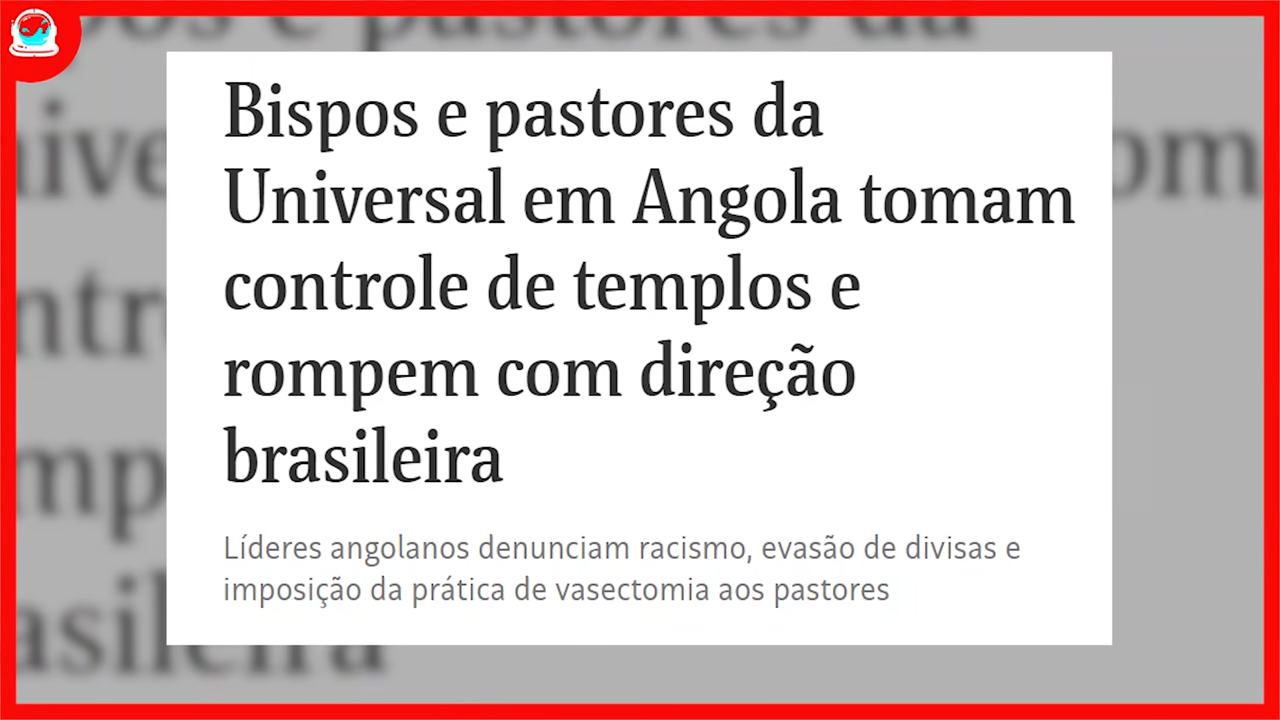 Bispos e pastores da
Universal em Angola tomam
controle de templos e
rompem com direção
brasileira
Líderes angolanos denunciam racismo, evasão de divisas e
imposição da prática de vasectomia aos pastores